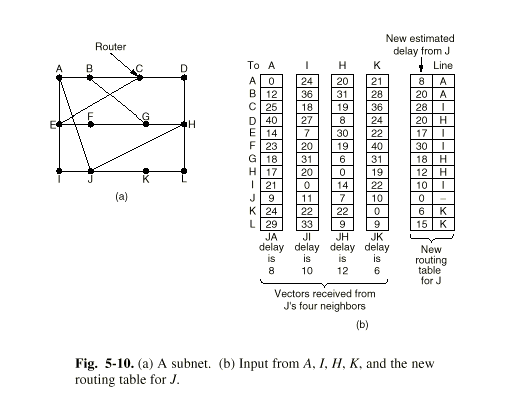 Router
A B C D
E F G H
I J K L
(a)
New estimated
delay from J
To A I H K Line
A 0 24 20 21 8 A
B 12 36 31 28 20 A
C 25 18 19 36 28 I
D 40 27 8 24 20 H
E 14 7 30 22 17 I
F 23 20 19 40 30 I
G 18 31 6 31 18 H
H 17 20 0 19 12 H
I 21 0 14 22 10 I
J 9 11 7 10 0 –
K 24 22 22 0 6 K
L 29 33 9 9 15 K
JA JI JH JK
delay delay delay delay
is is is is
8 10 12 6
New
routing
table
for J
Vectors received from
J's four neighbors
(b)
Fig. 5-10. (a) A subnet. (b) Input from A, I, H, K, and the new
routing table for J.